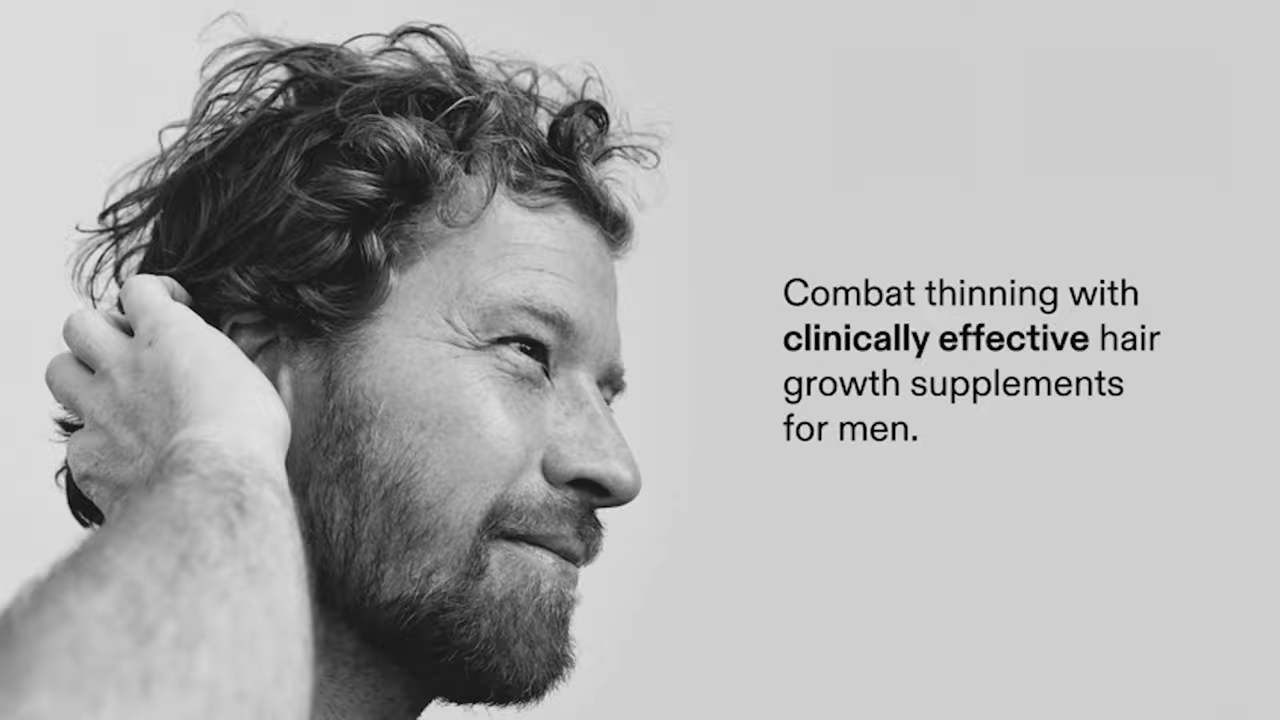 Combat thinning with
clinically effective hair
growth supplements
for men.